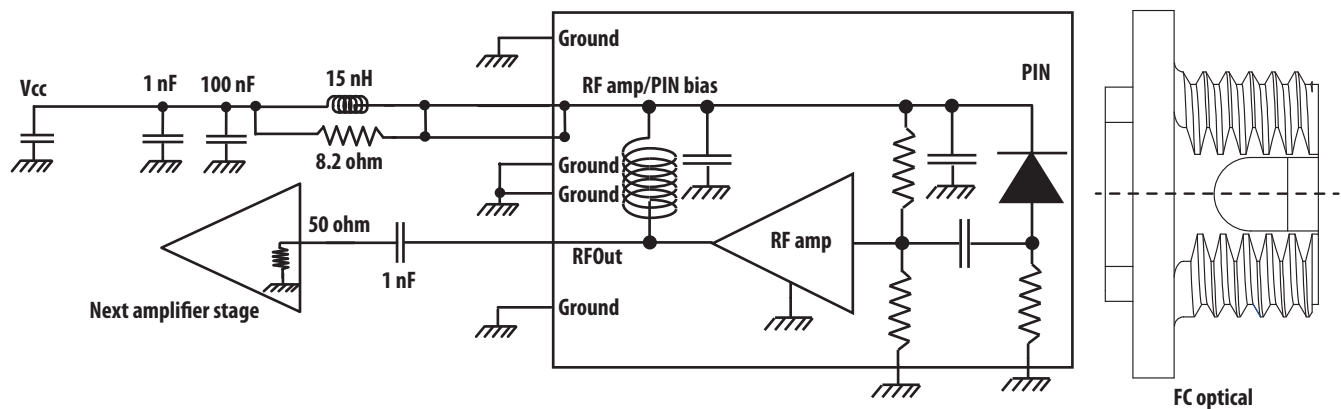 Ground
Vcc
1 nF
100 nF
15 nH
RF amp/PIN bias
PIN
8.2 ohm
Ground
Ground
50 ohm
RF amp
RFOut
1 nF
Next amplifier stage
Ground
FC optical